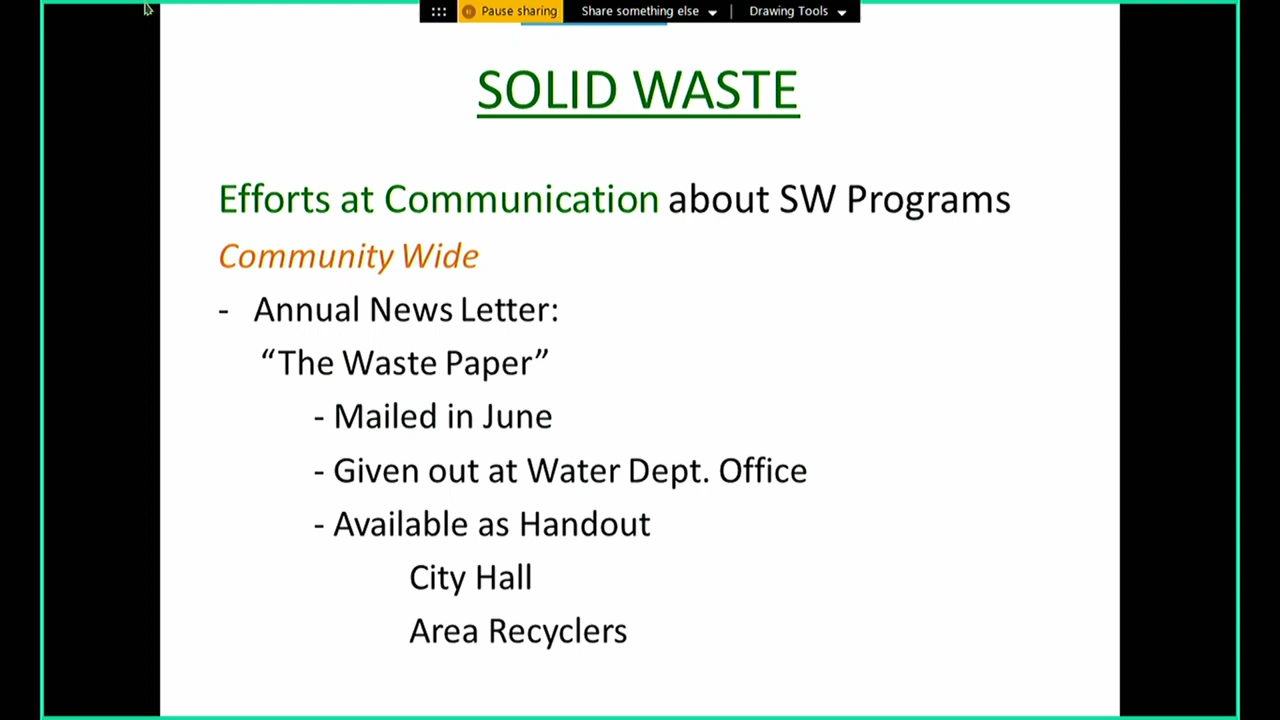 Pause sharing Share something else Drawing Tools
SOLID WASTE
Efforts at Communication about SW Programs
Community Wide
- Annual News Letter:
“The Waste Paper”
- Mailed in June
- Given out at Water Dept. Office
- Available as Handout
City Hall
Area Recyclers